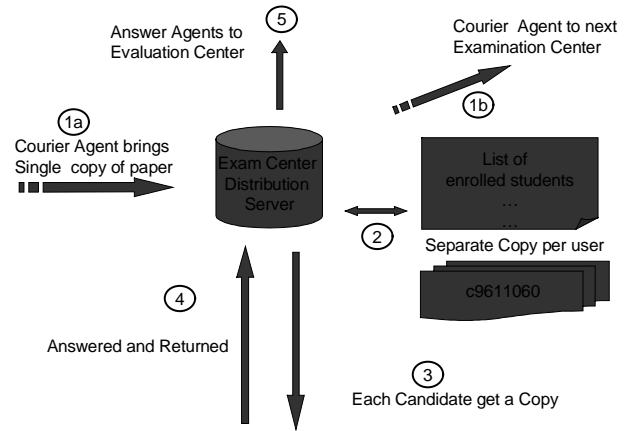 5
Answer Agents to
Evaluation Center
Courier Agent to next
Examination Center
1a
1b
Courier Agent brings
Single copy of paper
Exam Center
Distribution
Server
List of
enrolled students
...
...
2
Separate Copy per user
c9611060
4
Answered and Returned
3
Each Candidate get a Copy